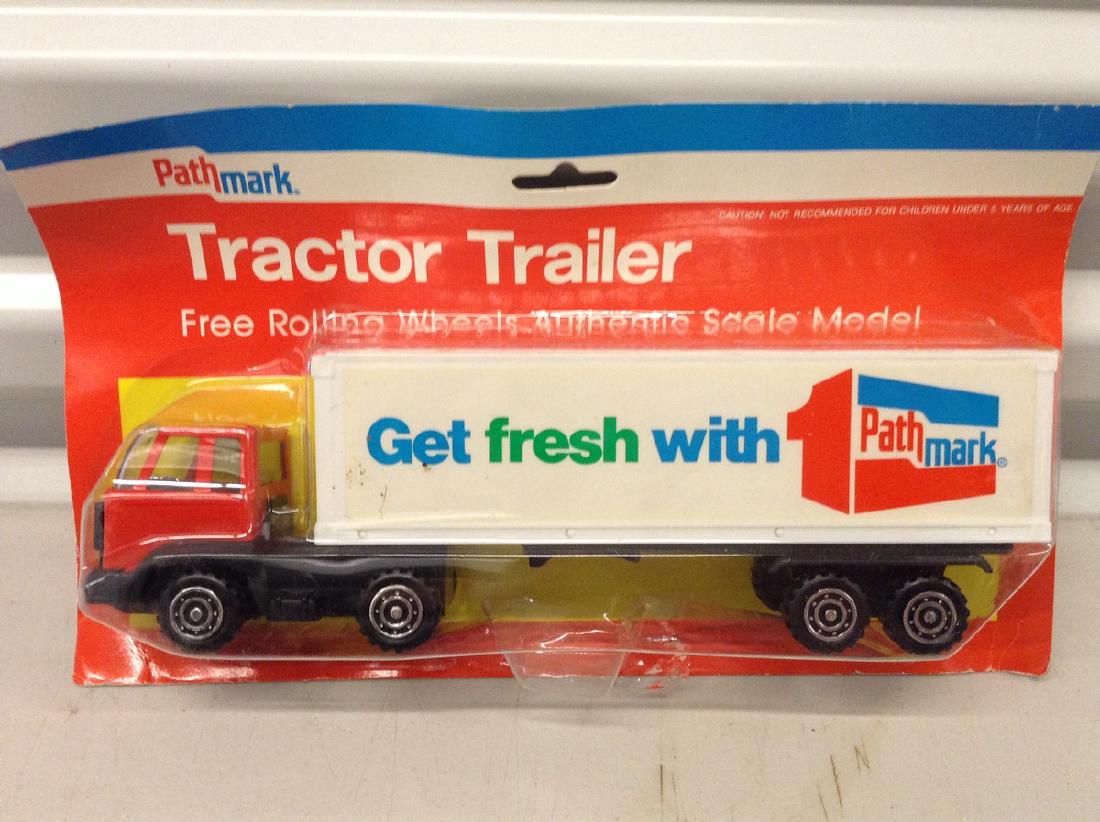 Pathmark.
CAUTION: NOT RECOMMENDED FOR CHILDREN UNDER 5 YEARS OF AGE
Tractor Trailer
Free Rolling Wheels Authentic Scale Model
Get fresh with 1 Pathmark®